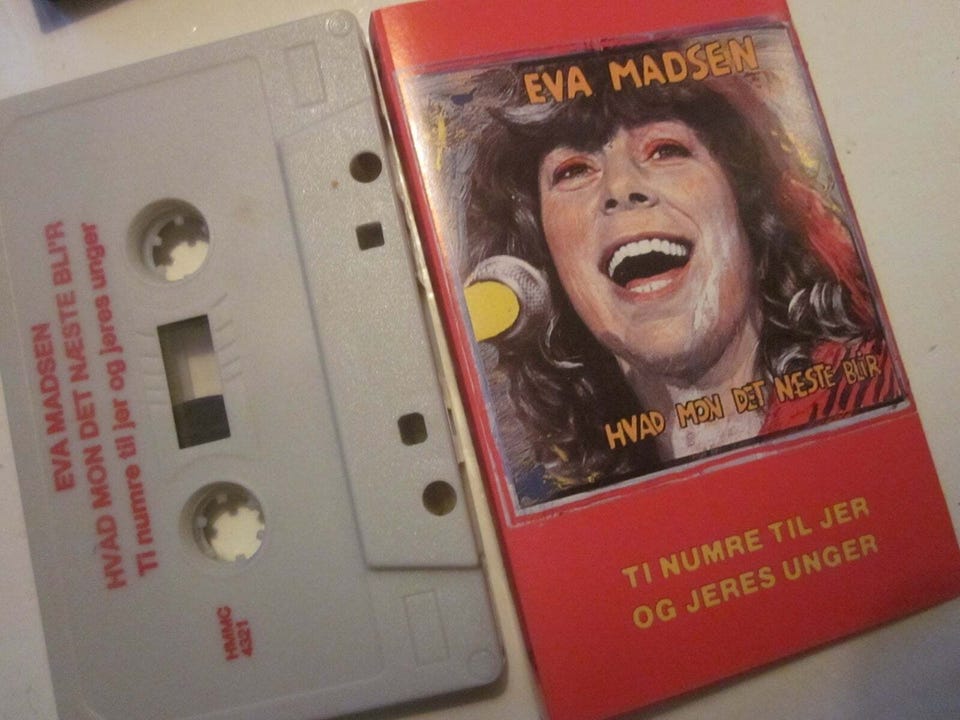 EVA MADSEN
HVAD MON DET NÆSTE BLI'R
Ti numre til jer og jeres unger
HMMC
4321
EVA MADSEN
HVAD MON DET NÆSTE BLI'R
TI NUMRE TIL JER
OG JERES UNGER